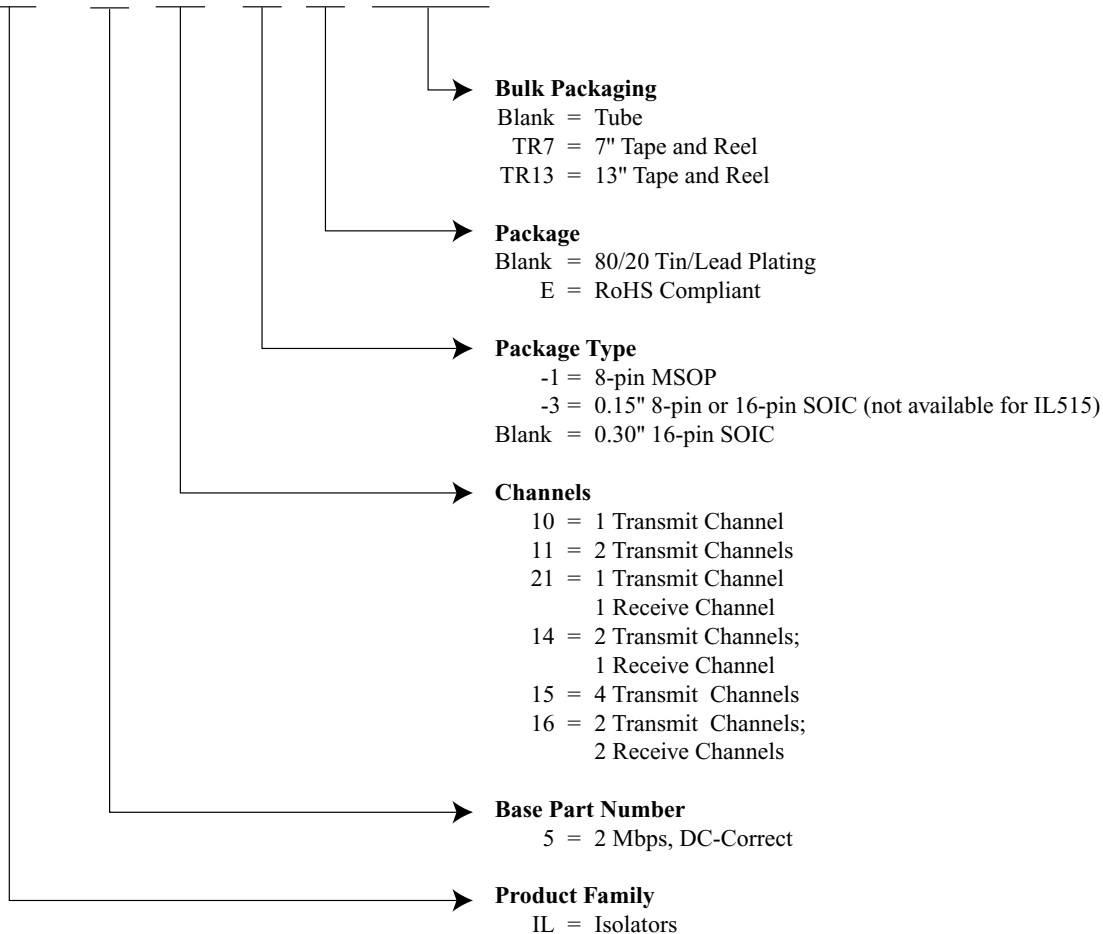 Bulk Packaging
Blank = Tube
TR7 = 7" Tape and Reel
TR13 = 13" Tape and Reel
Package
Blank = 80/20 Tin/Lead Plating
E = RoHS Compliant
Package Type
-1 = 8-pin MSOP
-3 = 0.15" 8-pin or 16-pin SOIC (not available for IL515)
Blank = 0.30" 16-pin SOIC
Channels
10 = 1 Transmit Channel
11 = 2 Transmit Channels
21 = 1 Transmit Channel
1 Receive Channel
14 = 2 Transmit Channels;
1 Receive Channel
15 = 4 Transmit Channels
16 = 2 Transmit Channels;
2 Receive Channels
Base Part Number
5 = 2 Mbps, DC-Correct
Product Family
IL = Isolators